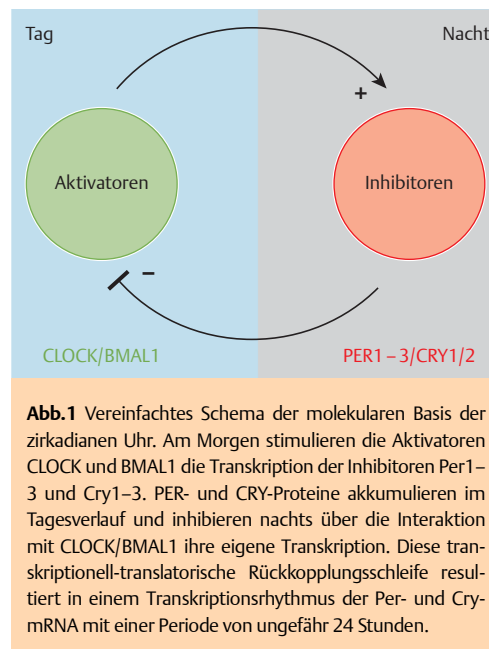 Tag
Nacht
+
Aktivatoren
Inhibitoren
−
CLOCK/BMAL1
PER1 – 3/CRY1/2
Abb.1 Vereinfachtes Schema der molekularen Basis der
zirkadianen Uhr. Am Morgen stimulieren die Aktivatoren
CLOCK und BMAL1 die Transkription der Inhibitoren Per1–
3 und Cry1–3. PER- und CRY-Proteine akkumulieren im
Tagesverlauf und inhibieren nachts über die Interaktion
mit CLOCK/BMAL1 ihre eigene Transkription. Diese tran-
skriptionell-translatorische Rückkopplungsschleife resul-
tiert in einem Transkriptionsrhythmus der Per- und Cry-
mRNA mit einer Periode von ungefähr 24 Stunden.